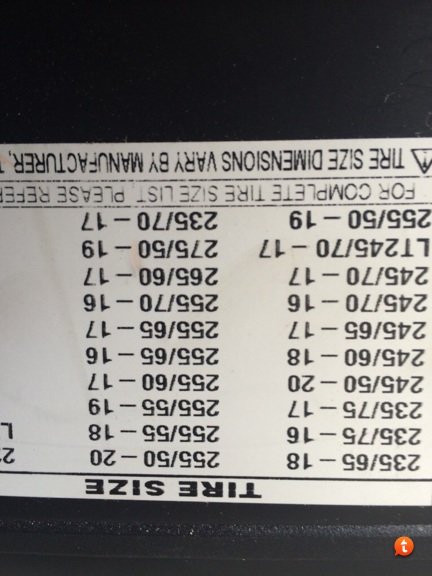 TIRE SIZE
235/65 – 18 255/50 – 20
235/75 – 16 255/55 – 18
235/75 – 17 255/55 – 19
245/50 – 20 255/60 – 17
245/60 – 18 255/65 – 16
245/65 – 17 255/65 – 17
245/70 – 16 255/70 – 16
245/70 – 17 265/60 – 17
LT245/70 – 17 275/50 – 19
255/50 – 19 235/70 – 17
* FOR COMPLETE TIRE SIZE LIST, PLEASE REFER
TIRE SIZE DIMENSIONS VARY BY MANUFACTURER,